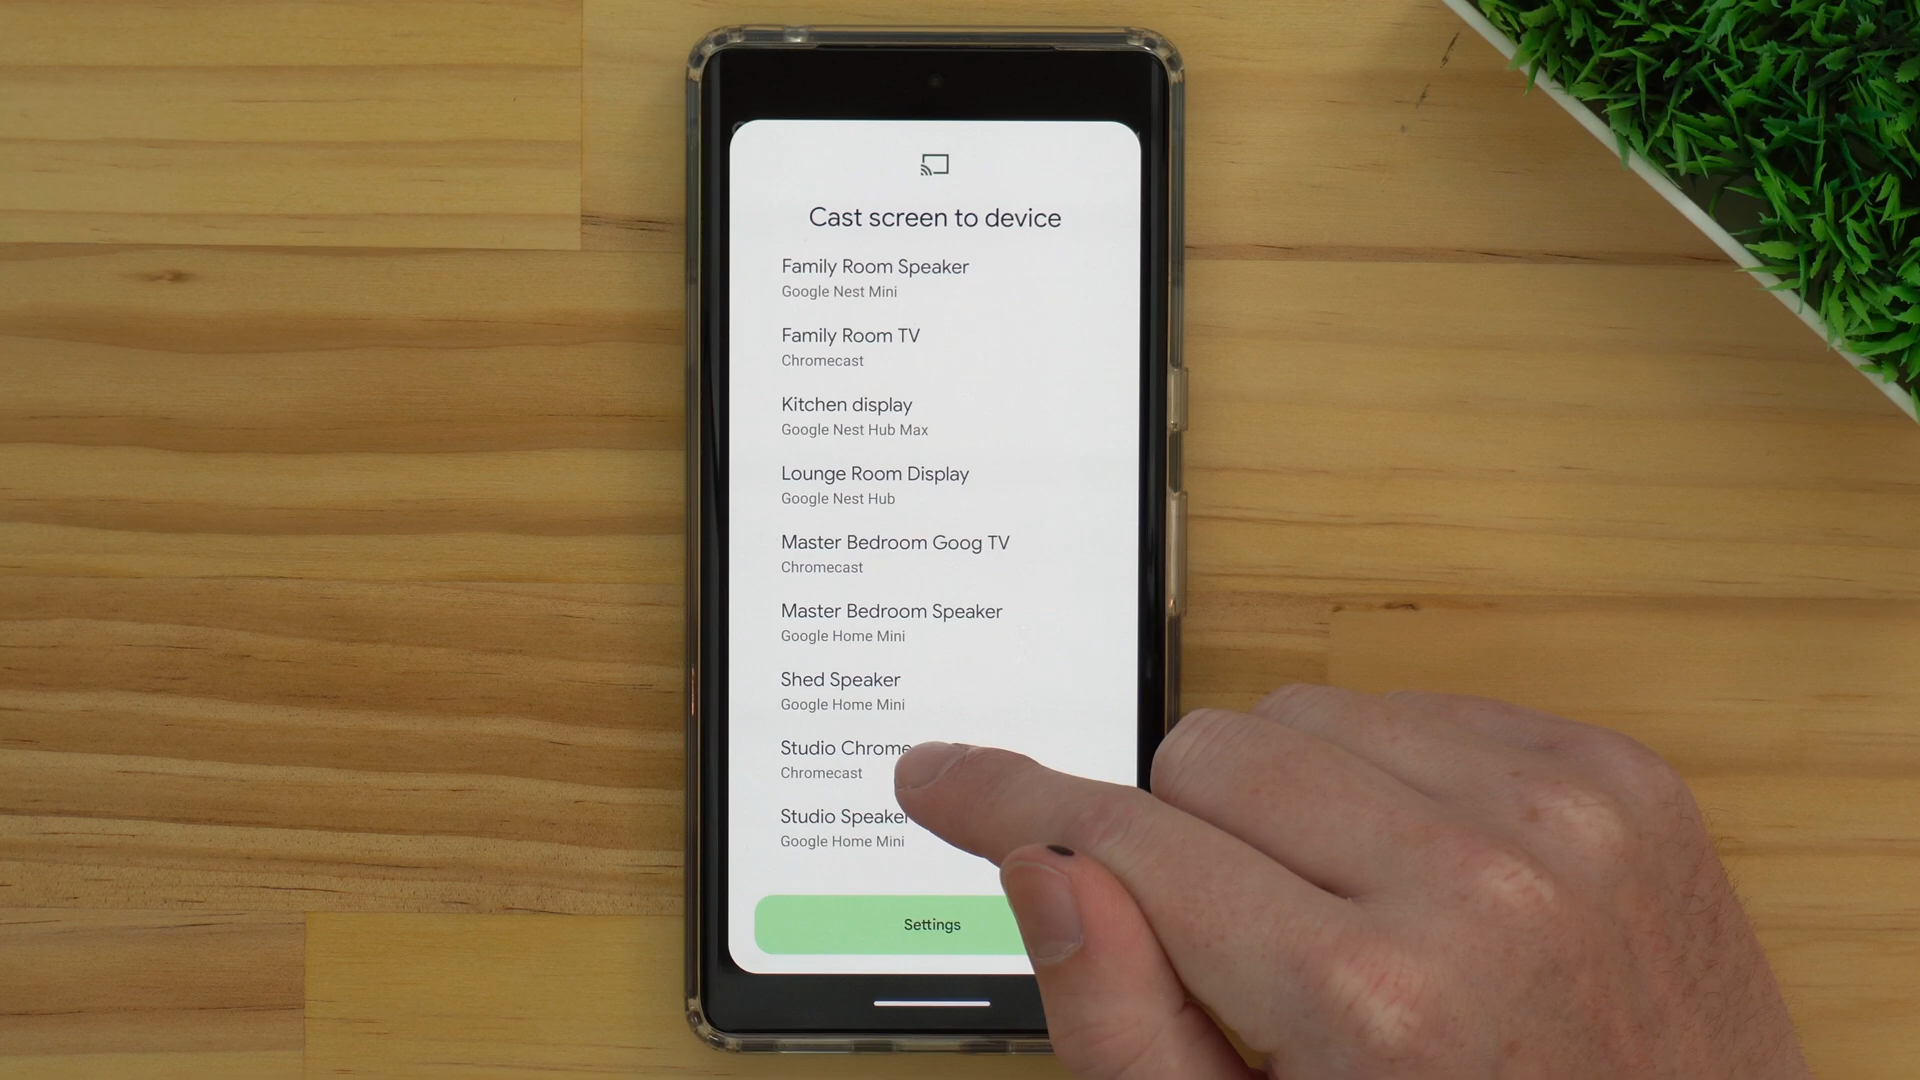 Cast screen to device
Family Room Speaker
Google Nest Mini
Family Room TV
Chromecast
Kitchen display
Google Nest Hub Max
Lounge Room Display
Google Nest Hub
Master Bedroom Goog TV
Chromecast
Master Bedroom Speaker
Google Home Mini
Shed Speaker
Google Home Mini
Studio Chrome
Chromecast
Studio Speaker
Google Home Mini
Settings